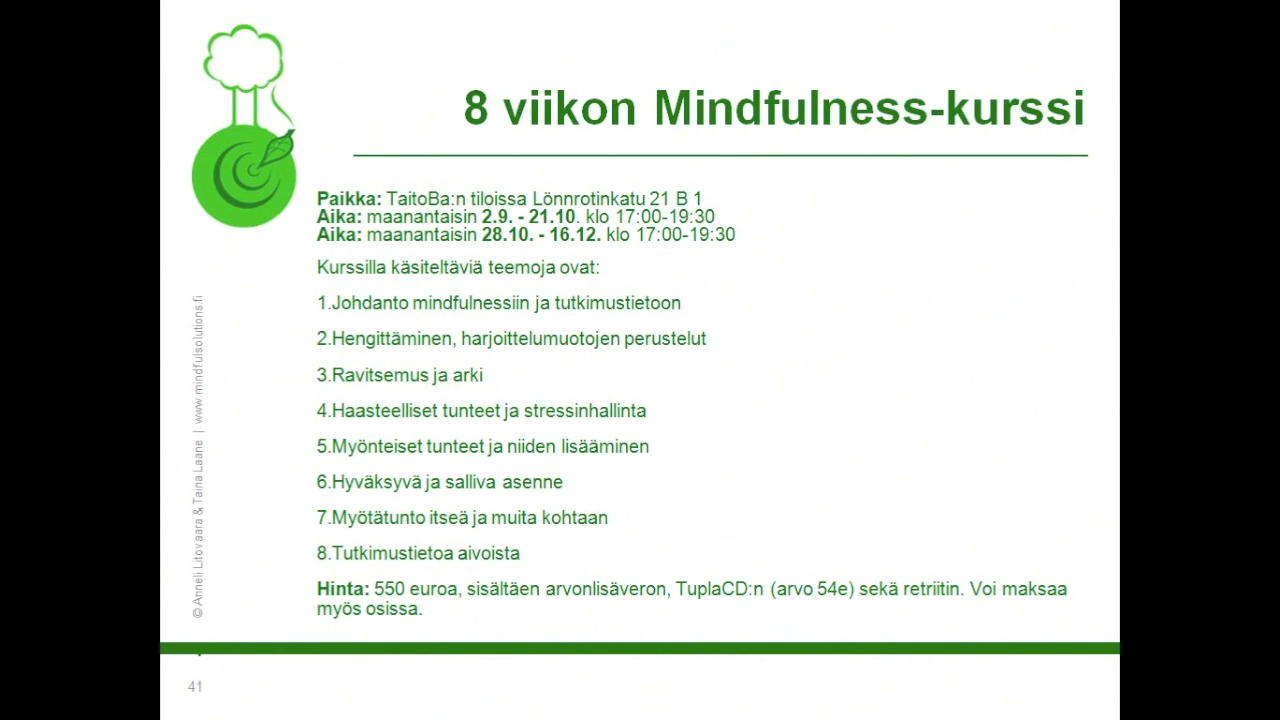 8 viikon Mindfulness-kurssi
Paikka: TaitoBa:n tiloissa Lönnrotinkatu 21 B 1
Aika: maanantaisin 2.9. - 21.10. klo 17:00-19:30
Aika: maanantaisin 28.10. - 16.12. klo 17:00-19:30
Kurssilla käsiteltäviä teemoja ovat:
1.Johdanto mindfulnessiin ja tutkimustietoon
2.Hengittäminen, harjoittelumuotojen perustelut
3.Ravitsemus ja arki
4.Haasteelliset tunteet ja stressinhallinta
5.Myönteiset tunteet ja niiden lisääminen
6.Hyväksyvä ja salliva asenne
7.Myötätunto itseä ja muita kohtaan
8.Tutkimustietoa aivoista
Hinta: 550 euroa, sisältäen arvonlisäveron, TuplaCD:n (arvo 54e) sekä retriitin. Voi maksaa
myös osissa.
© Anneli Litovaara & Taina Laane | www.mindfulsolutions.fi
41